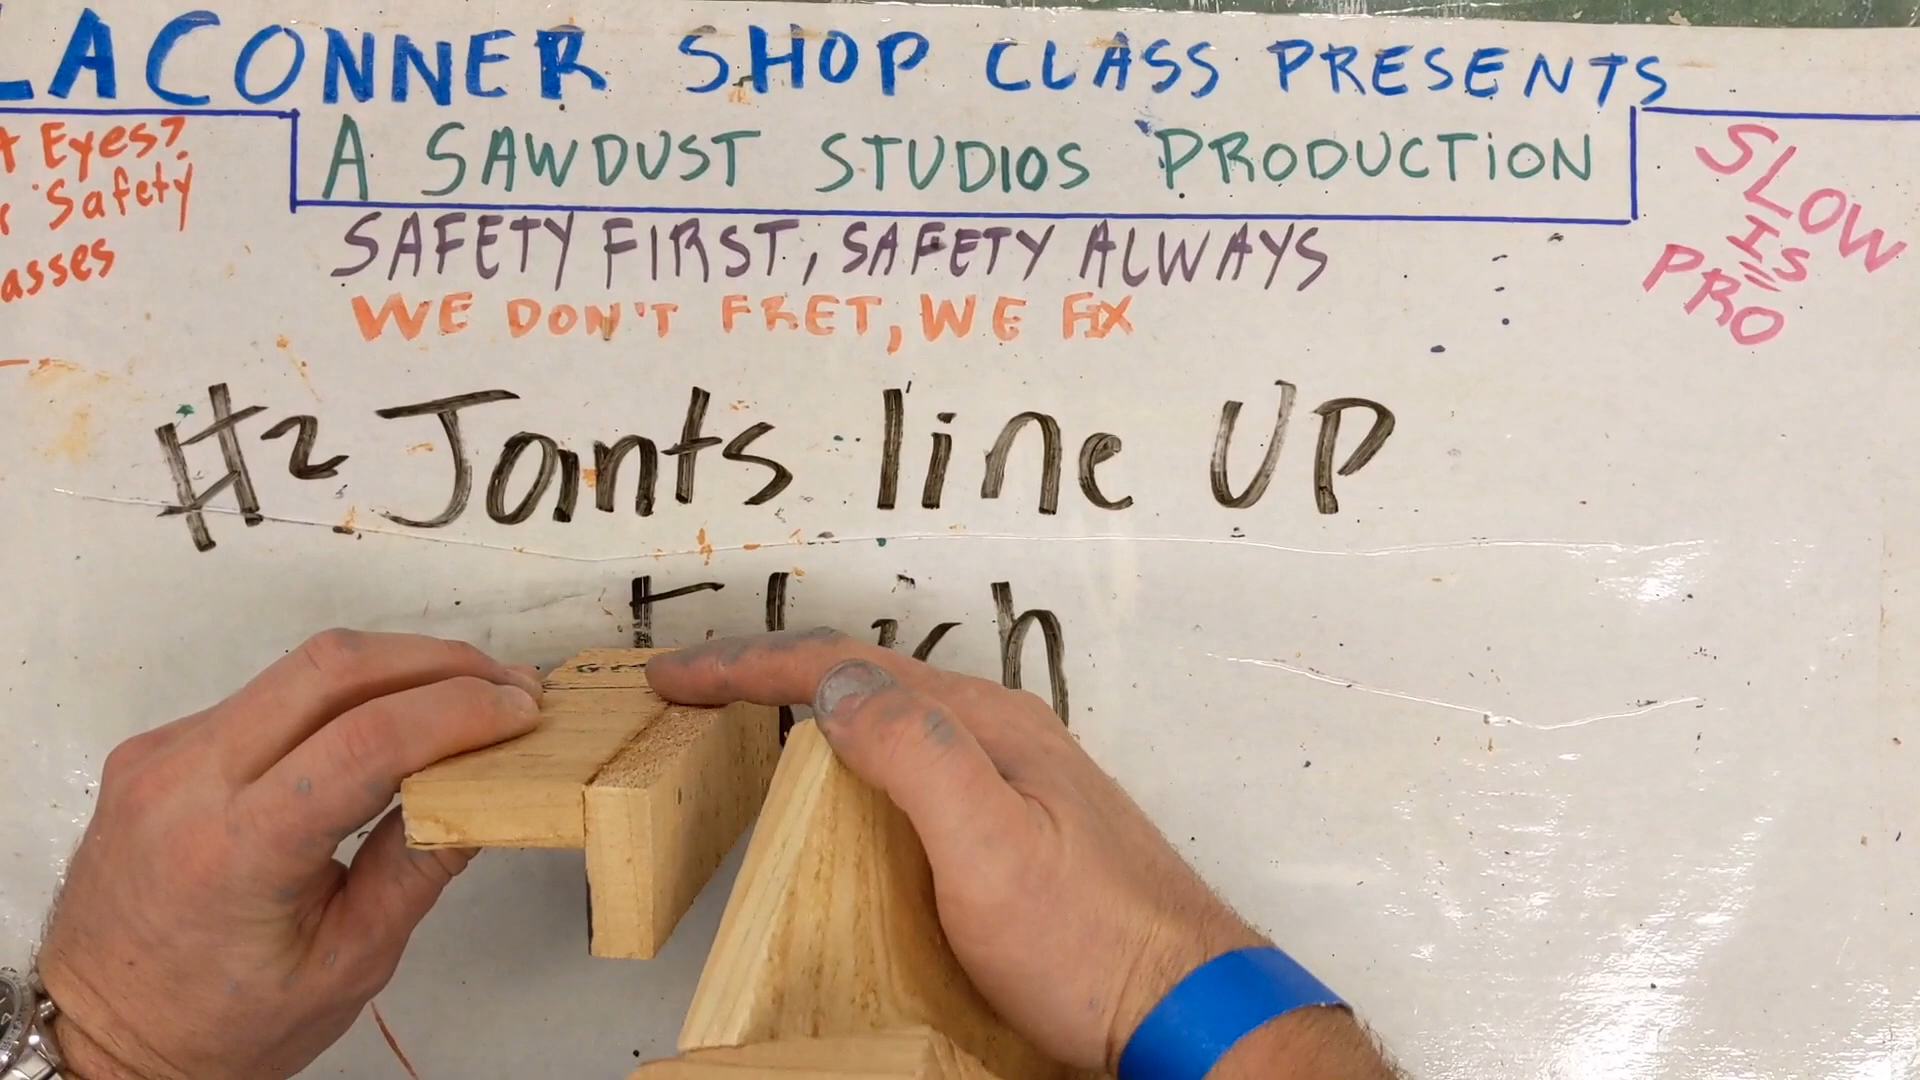 LACONNER SHOP CLASS PRESENTS
A SAWDUST STUDIOS PRODUCTION
SAFETY FIRST, SAFETY ALWAYS
WE DON'T FRET, WE FIX
Eyes?
Safety
asses
SLOW
IS
PRO
#2 Joints line UP